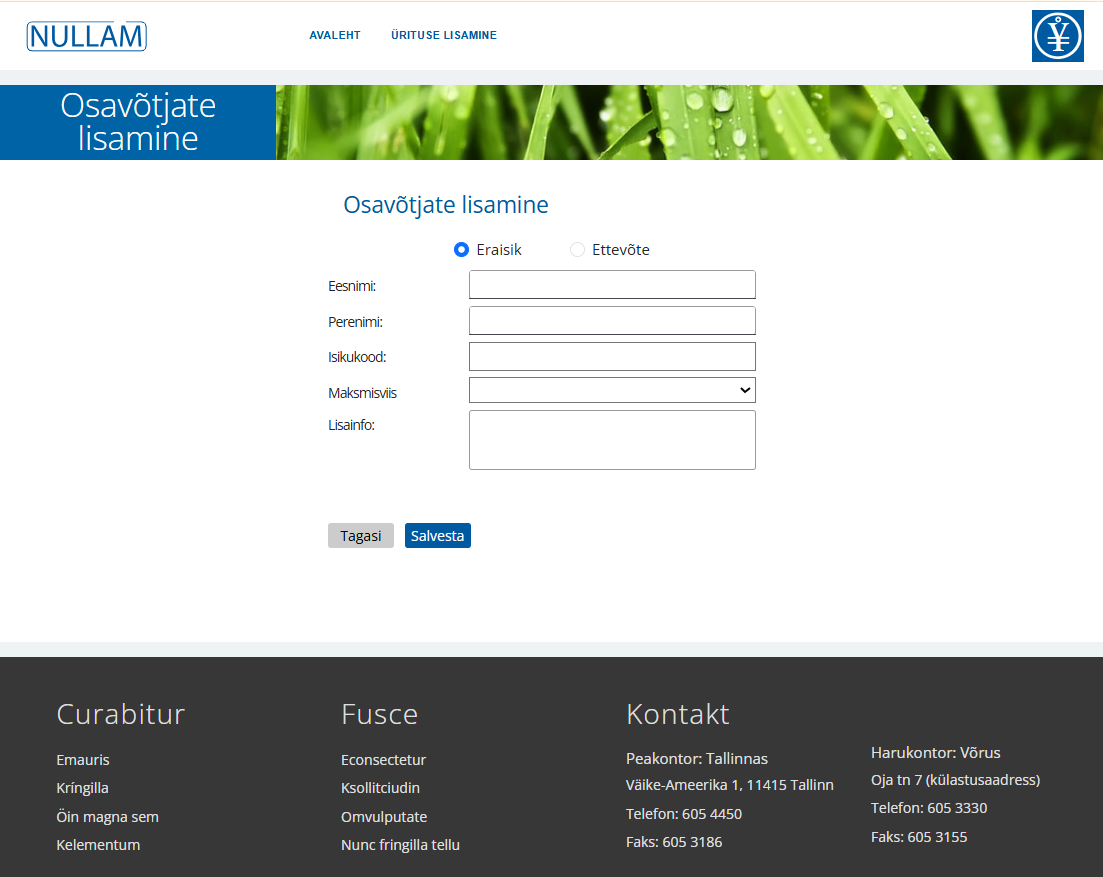 NULLAM
AVALEHT
ÜRITUSE LISAMINE
Osavõtjate
lisamine
Osavõtjate lisamine
Eraisik
Ettevõte
Eesnimi:
Perenimi:
Isikukood:
Maksmisviis
Lisainfo:
Tagasi
Salvesta
Curabitur
Emauris
Kríngilla
Öin magna sem
Kelementum
Fusce
Econsectetur
Ksollitciudin
Omvulputate
Nunc fringilla tellu
Kontakt
Peakontor: Tallinnas
Väike-Ameerika 1, 11415 Tallinn
Telefon: 605 4450
Faks: 605 3186
Harukontor: Võrus
Oja tn 7 (külastusaadress)
Telefon: 605 3330
Faks: 605 3155